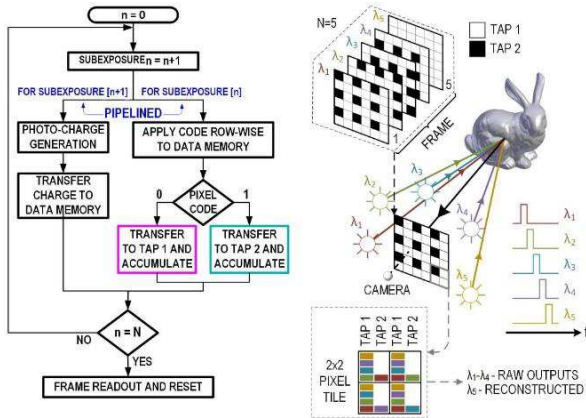 n = 0
SUBEXPOSURE n = n+1
FOR SUBEXPOSURE [n+1]
FOR SUBEXPOSURE [n]
PIPELINED
PHOTO-CHARGE
GENERATION
APPLY CODE ROW-WISE
TO DATA MEMORY
TRANSFER
CHARGE TO
DATA MEMORY
0
PIXEL
CODE
1
TRANSFER
TO TAP 1 AND
ACCUMULATE
TRANSFER
TO TAP 2 AND
ACCUMULATE
n = N
NO
YES
FRAME READOUT AND RESET
N=5
λ5
λ4
λ3
λ2
λ1
5
1
FRAME
TAP 1
TAP 2
λ2
λ3
λ1
λ4
λ5
CAMERA
λ1
λ2
λ3
λ4
λ5
t
TAP 1
TAP 2
TAP 1
TAP 2
2x2
PIXEL
TILE
λ1-λ4 - RAW OUTPUTS
λ5 - RECONSTRUCTED